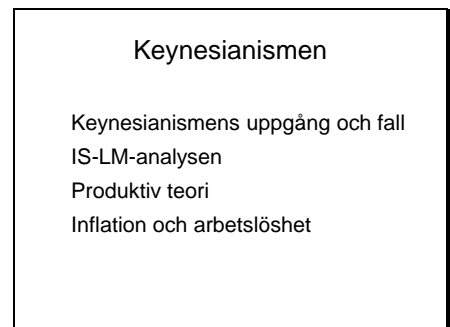 Keynesianismen
Keynesianismens uppgång och fall
IS-LM-analysen
Produktiv teori
Inflation och arbetslöshet